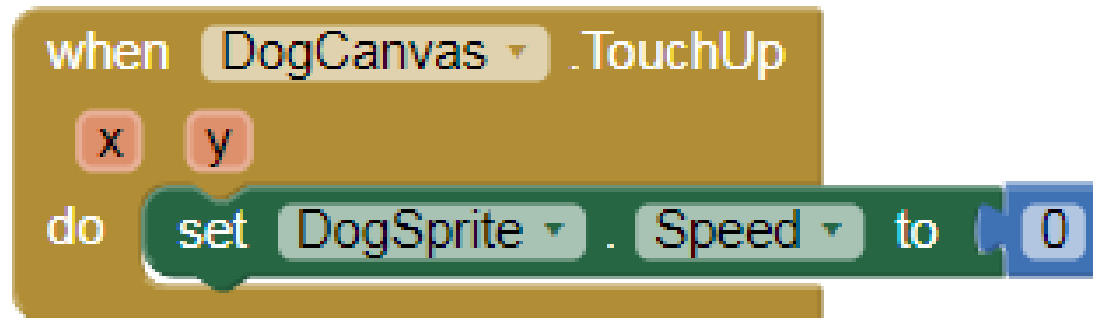 when DogCanvas .TouchUp
x y
do set DogSprite . Speed to 0